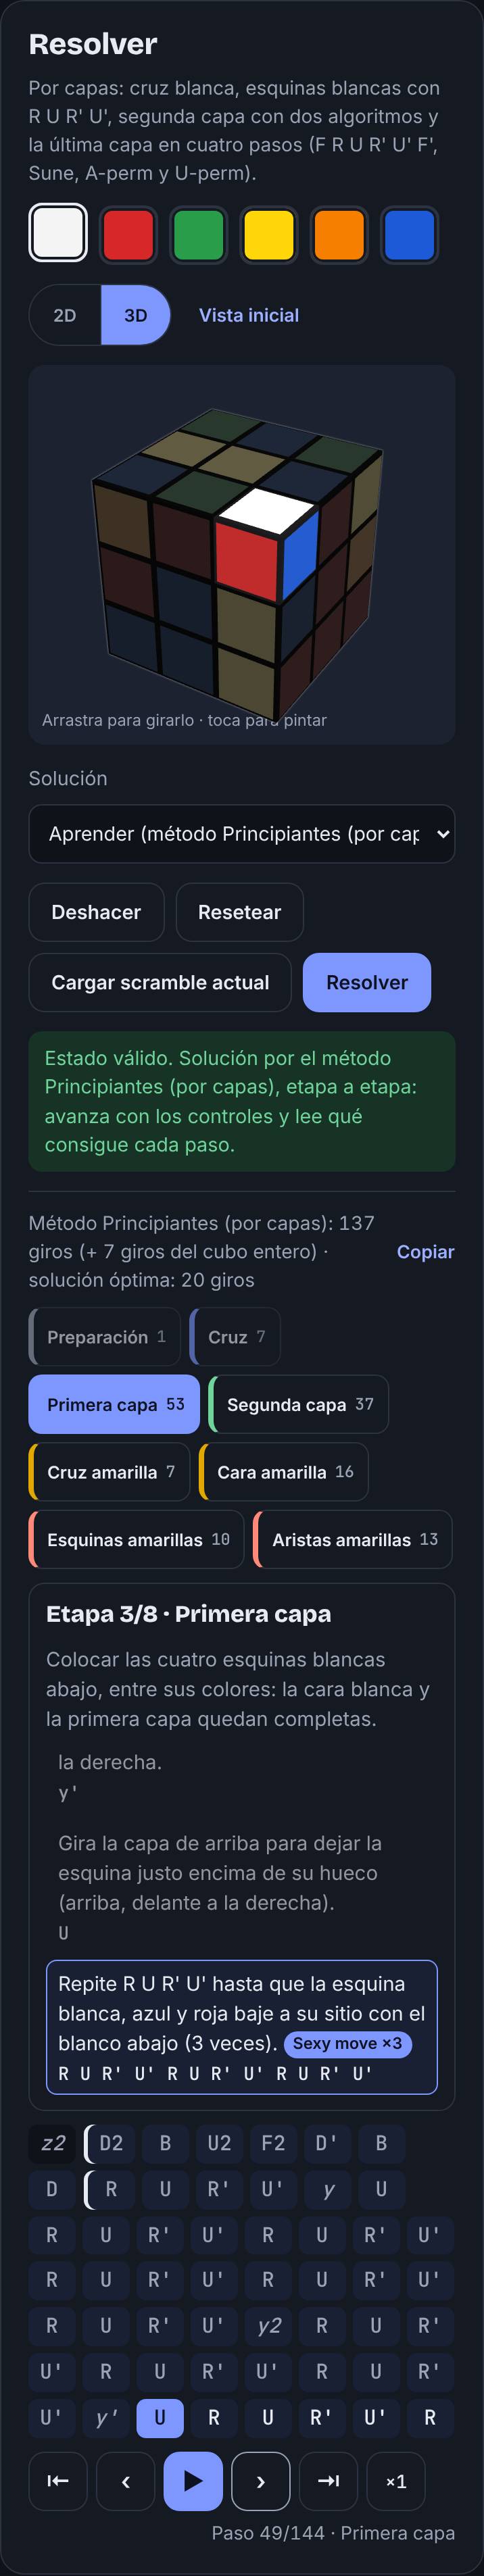 Resolver
Por capas: cruz blanca, esquinas blancas con
R U R' U', segunda capa con dos algoritmos y
la última capa en cuatro pasos (F R U R' U' F',
Sune, A-perm y U-perm).
2D 3D Vista inicial
Arrastra para girarlo · toca para pintar
Solución
Aprender (método Principiantes (por cap
Deshacer Resetear
Cargar scramble actual Resolver
Estado válido. Solución por el método
Principiantes (por capas), etapa a etapa:
avanza con los controles y lee qué
consigue cada paso.
Método Principiantes (por capas): 137
giros (+ 7 giros del cubo entero) ·
solución óptima: 20 giros
Copiar
Preparación 1 Cruz 7
Primera capa 53 Segunda capa 37
Cruz amarilla 7 Cara amarilla 16
Esquinas amarillas 10 Aristas amarillas 13
Etapa 3/8 · Primera capa
Colocar las cuatro esquinas blancas
abajo, entre sus colores: la cara blanca y
la primera capa quedan completas.
la derecha.
y'
Gira la capa de arriba para dejar la
esquina justo encima de su hueco
(arriba, delante a la derecha).
U
Repite R U R' U' hasta que la esquina
blanca, azul y roja baje a su sitio con el
blanco abajo (3 veces). Sexy move ×3
R U R' U' R U R' U' R U R' U'
z2 D2 B U2 F2 D' B
D R U R' U' y U
R U R' U' R U R' U'
R U R' U' R U R' U'
R U R' U' y2 R U R'
U' R U R' U' R U R'
U' y' U R U R' U' R
×1
Paso 49/144 · Primera capa